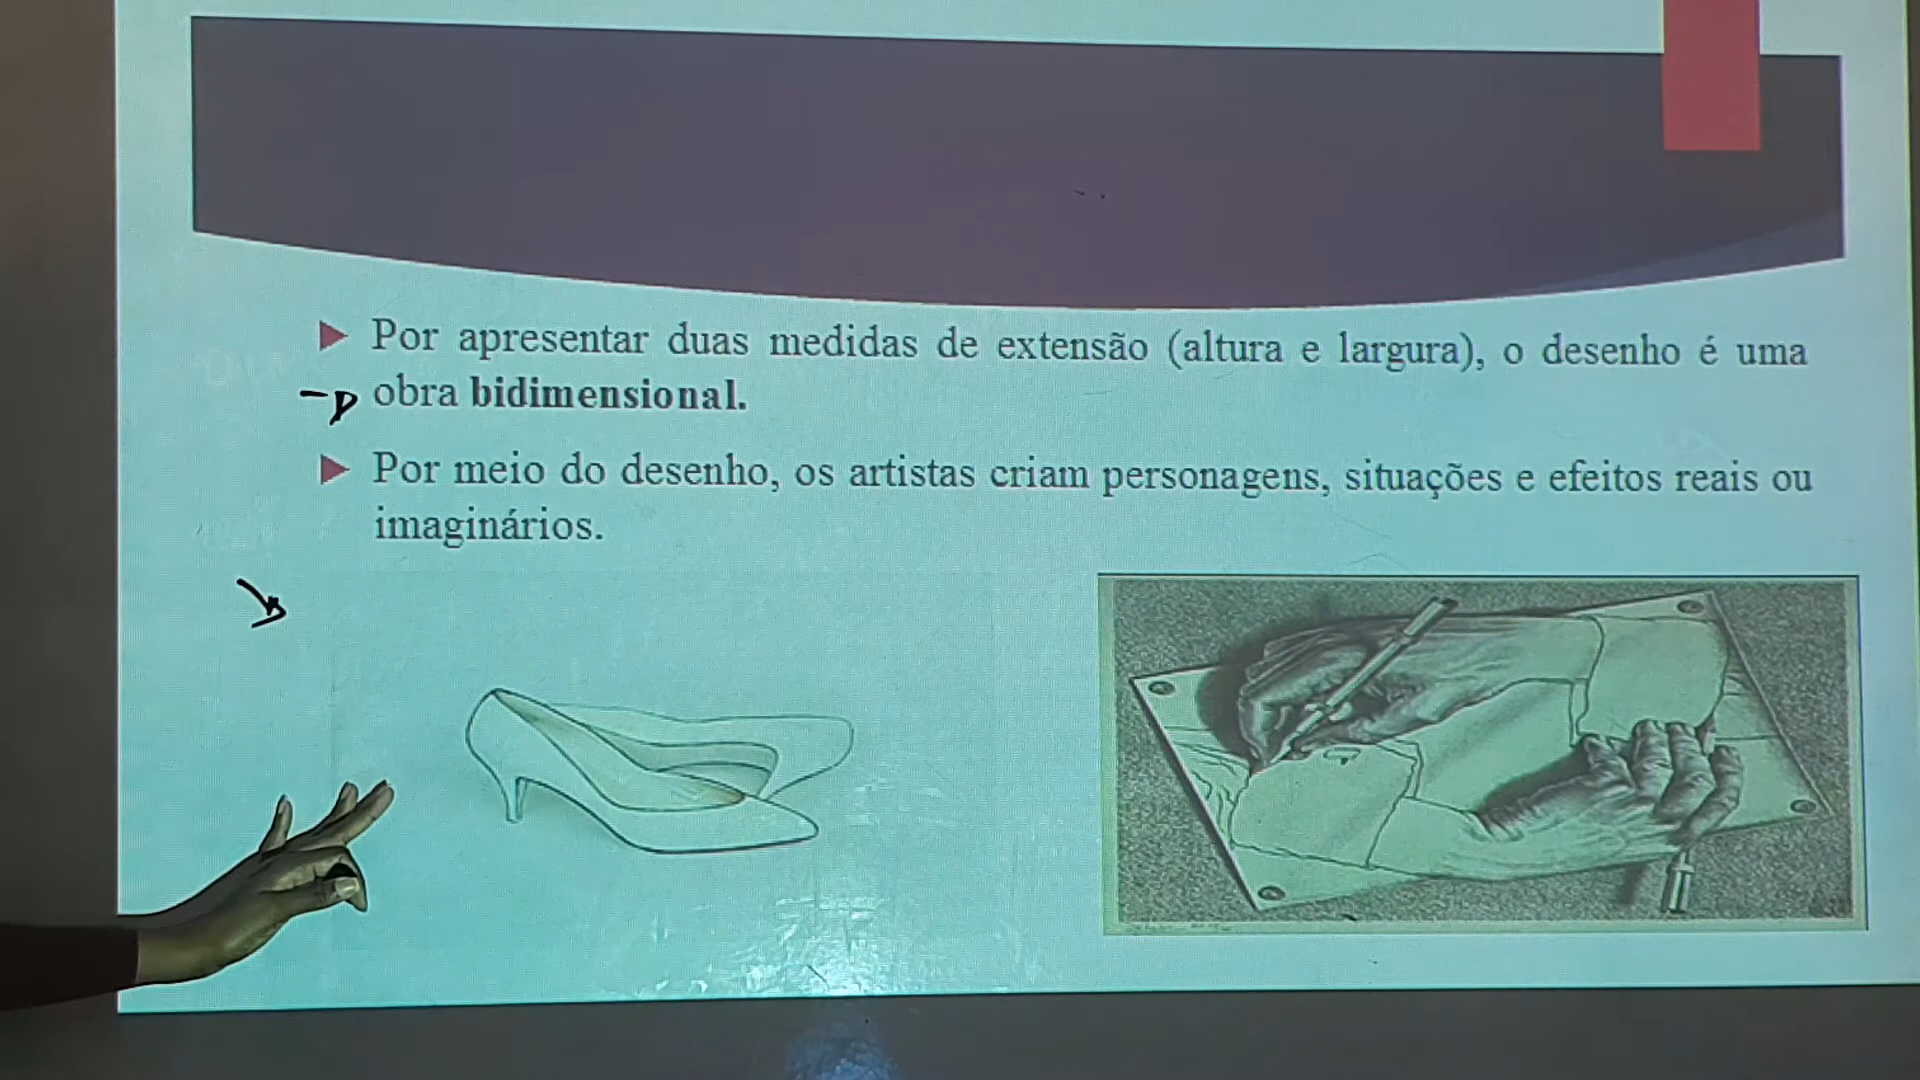 Por apresentar duas medidas de extensão (altura e largura), o desenho é uma
obra bidimensional.
Por meio do desenho, os artistas criam personagens, situações e efeitos reais ou
imaginários.